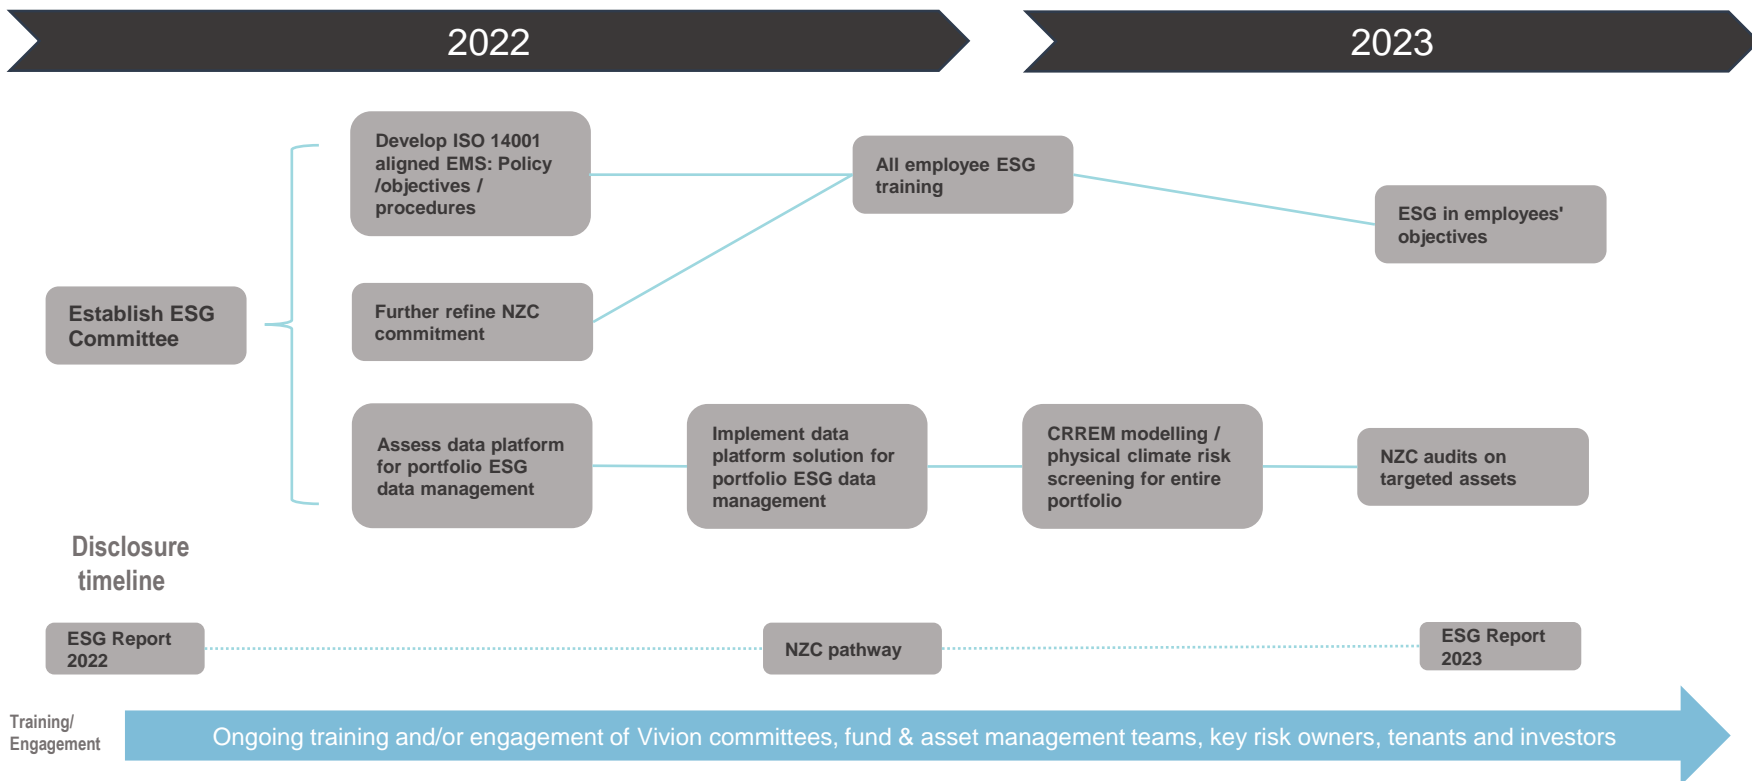 2022
2023
Develop ISO 14001
aligned EMS: Policy
/objectives /
procedures
All employee ESG
training
ESG in employees'
objectives
Establish ESG
Committee
Further refine NZC
commitment
Assess data platform
for portfolio ESG
data management
Implement data
platform solution for
portfolio ESG data
management
CRREM modelling /
physical climate risk
screening for entire
portfolio
NZC audits on
targeted assets
Disclosure
timeline
ESG Report
2022
NZC pathway
ESG Report
2023
Training/
Engagement
Ongoing training and/or engagement of Vivion committees, fund & asset management teams, key risk owners, tenants and investors